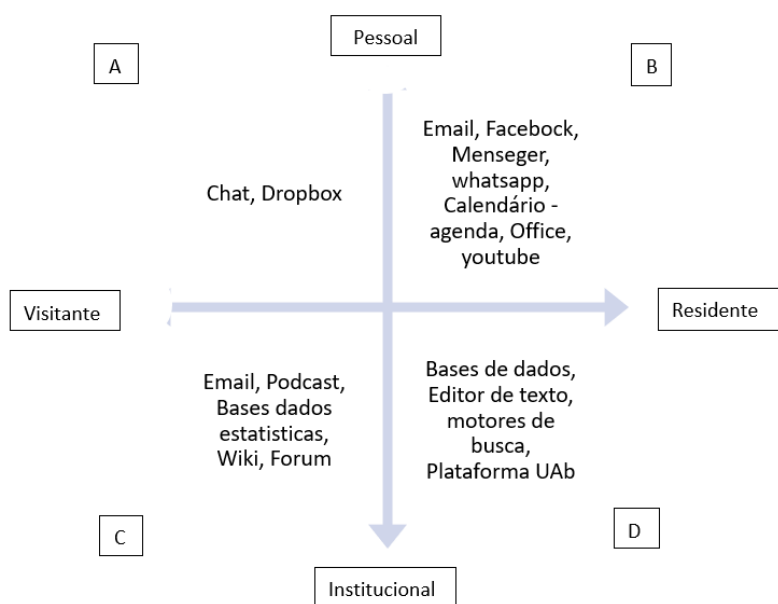 Pessoal
A
B
Email, Facebock,
Menseger,
whatsapp,
Calendário -
agenda, Office,
youtube
Chat, Dropbox
Visitante
Residente
Email, Podcast,
Bases dados
estatisticas,
Wiki, Forum
Bases de dados,
Editor de texto,
motores de
busca,
Plataforma UAb
C
D
Institucional